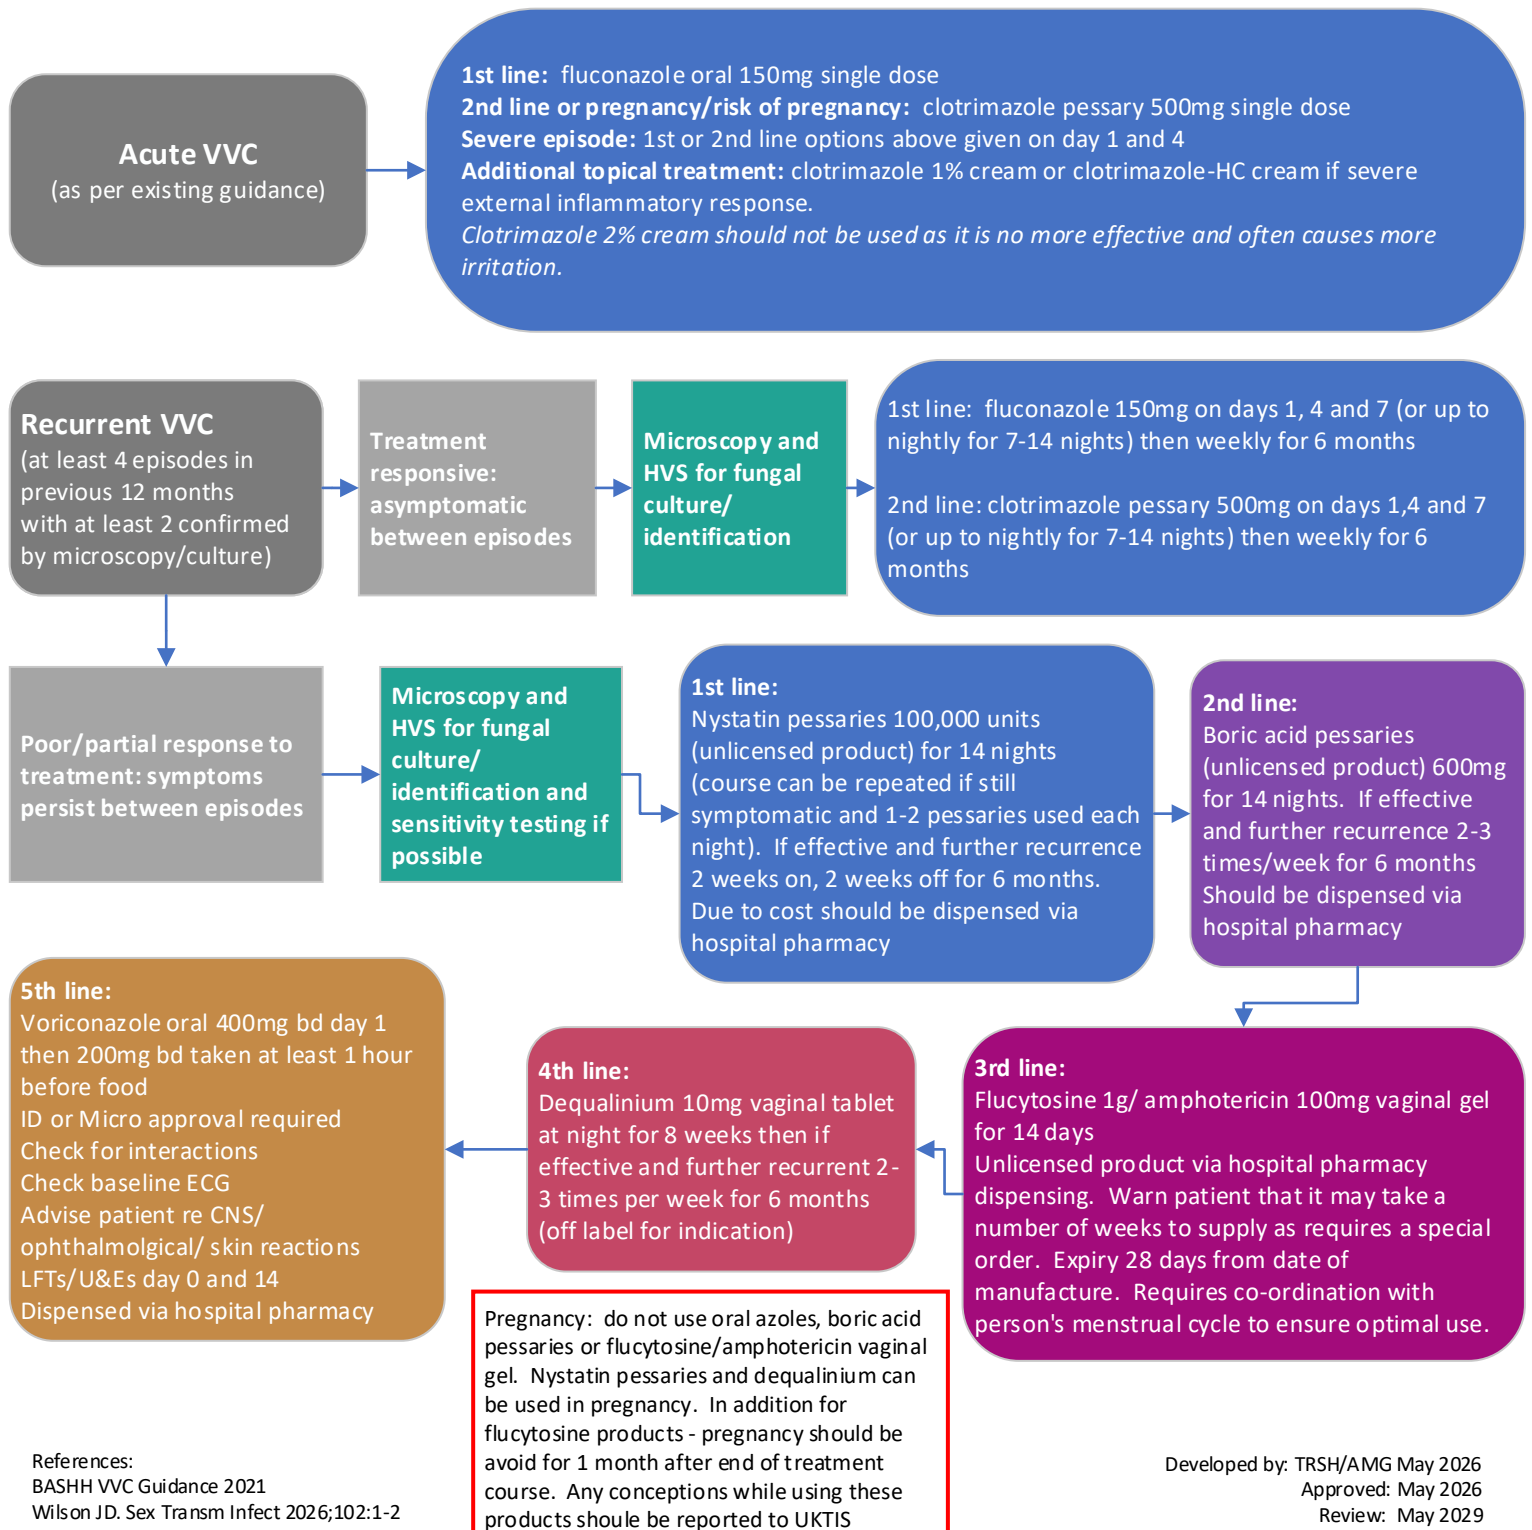 Acute VVC
(as per existing guidance)
1st line:  fluconazole oral 150mg single dose
2nd line or pregnancy/risk of pregnancy:  clotrimazole pessary 500mg single dose
Severe episode: 1st or 2nd line options above given on day 1 and 4
Additional topical treatment: clotrimazole 1% cream or clotrimazole-HC cream if severe
external inflammatory response.
Clotrimazole 2% cream should not be used as it is no more effective and often causes more
irritation.
Recurrent VVC
(at least 4 episodes in
previous 12 months
with at least 2 confirmed
by microscopy/culture)
Treatment
responsive:
asymptomatic
between episodes
Microscopy and
HVS for fungal
culture/
identification
1st line:  fluconazole 150mg on days 1, 4 and 7 (or up to
nightly for 7-14 nights) then weekly for 6 months
2nd line: clotrimazole pessary 500mg on days 1,4 and 7
(or up to nightly for 7-14 nights) then weekly for 6
months
Poor/partial response to
treatment: symptoms
persist between episodes
Microscopy and
HVS for fungal
culture/
identification and
sensitivity testing if
possible
1st line:
Nystatin pessaries 100,000 units
(unlicensed product) for 14 nights
(course can be repeated if still
symptomatic and 1-2 pessaries used each
night).  If effective and further recurrence
2 weeks on, 2 weeks off for 6 months.
Due to cost should be dispensed via
hospital pharmacy
2nd line:
Boric acid pessaries
(unlicensed product) 600mg
for 14 nights.  If effective
and further recurrence 2-3
times/week for 6 months
Should be dispensed via
hospital pharmacy
3rd line:
Flucytosine 1g/ amphotericin 100mg vaginal gel
for 14 days
Unlicensed product via hospital pharmacy
dispensing.  Warn patient that it may take a
number of weeks to supply as requires a special
order.  Expiry 28 days from date of
manufacture.  Requires co-ordination with
person's menstrual cycle to ensure optimal use.
4th line:
Dequalinium 10mg vaginal tablet
at night for 8 weeks then if
effective and further recurrent 2-
3 times per week for 6 months
(off label for indication)
5th line:
Voriconazole oral 400mg bd day 1
then 200mg bd taken at least 1 hour
before food
ID or Micro approval required
Check for interactions
Check baseline ECG
Advise patient re CNS/
ophthalmolgical/ skin reactions
LFTs/U&Es day 0 and 14
Dispensed via hospital pharmacy
Pregnancy:  do not use oral azoles, boric acid
pessaries or flucytosine/amphotericin vaginal
gel.  Nystatin pessaries and dequalinium can
be used in pregnancy.  In addition for
flucytosine products - pregnancy should be
avoid for 1 month after end of treatment
course.  Any conceptions while using these
products shoule be reported to UKTIS
References:
BASHH VVC Guidance 2021
Wilson JD. Sex Transm Infect 2026;102:1-2
Developed by: TRSH/AMG May 2026
Approved: May 2026
Review:  May 2029